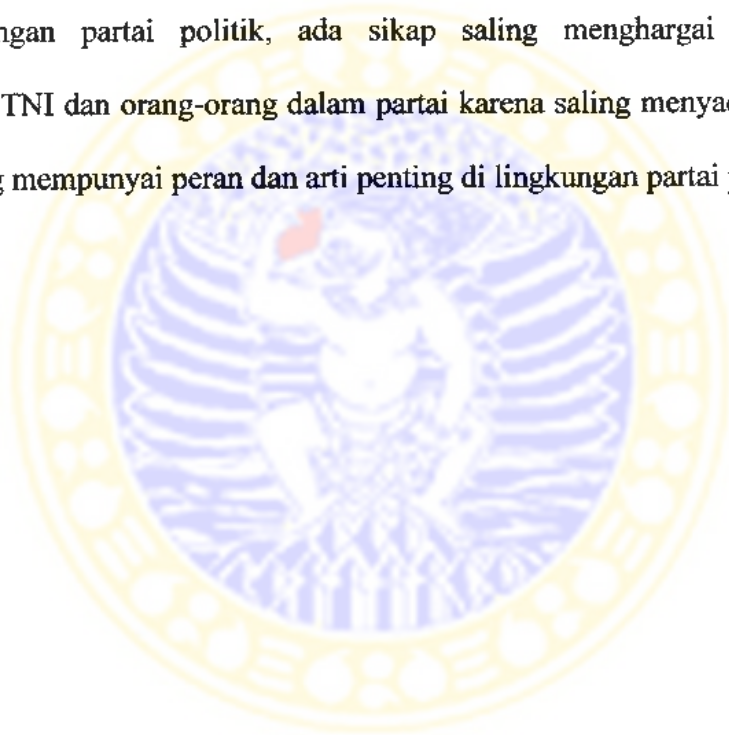 ngan partai politik, ada sikap saling menghargai
TNI dan orang-orang dalam partai karena saling menya
g mempunyai peran dan arti penting di lingkungan partai